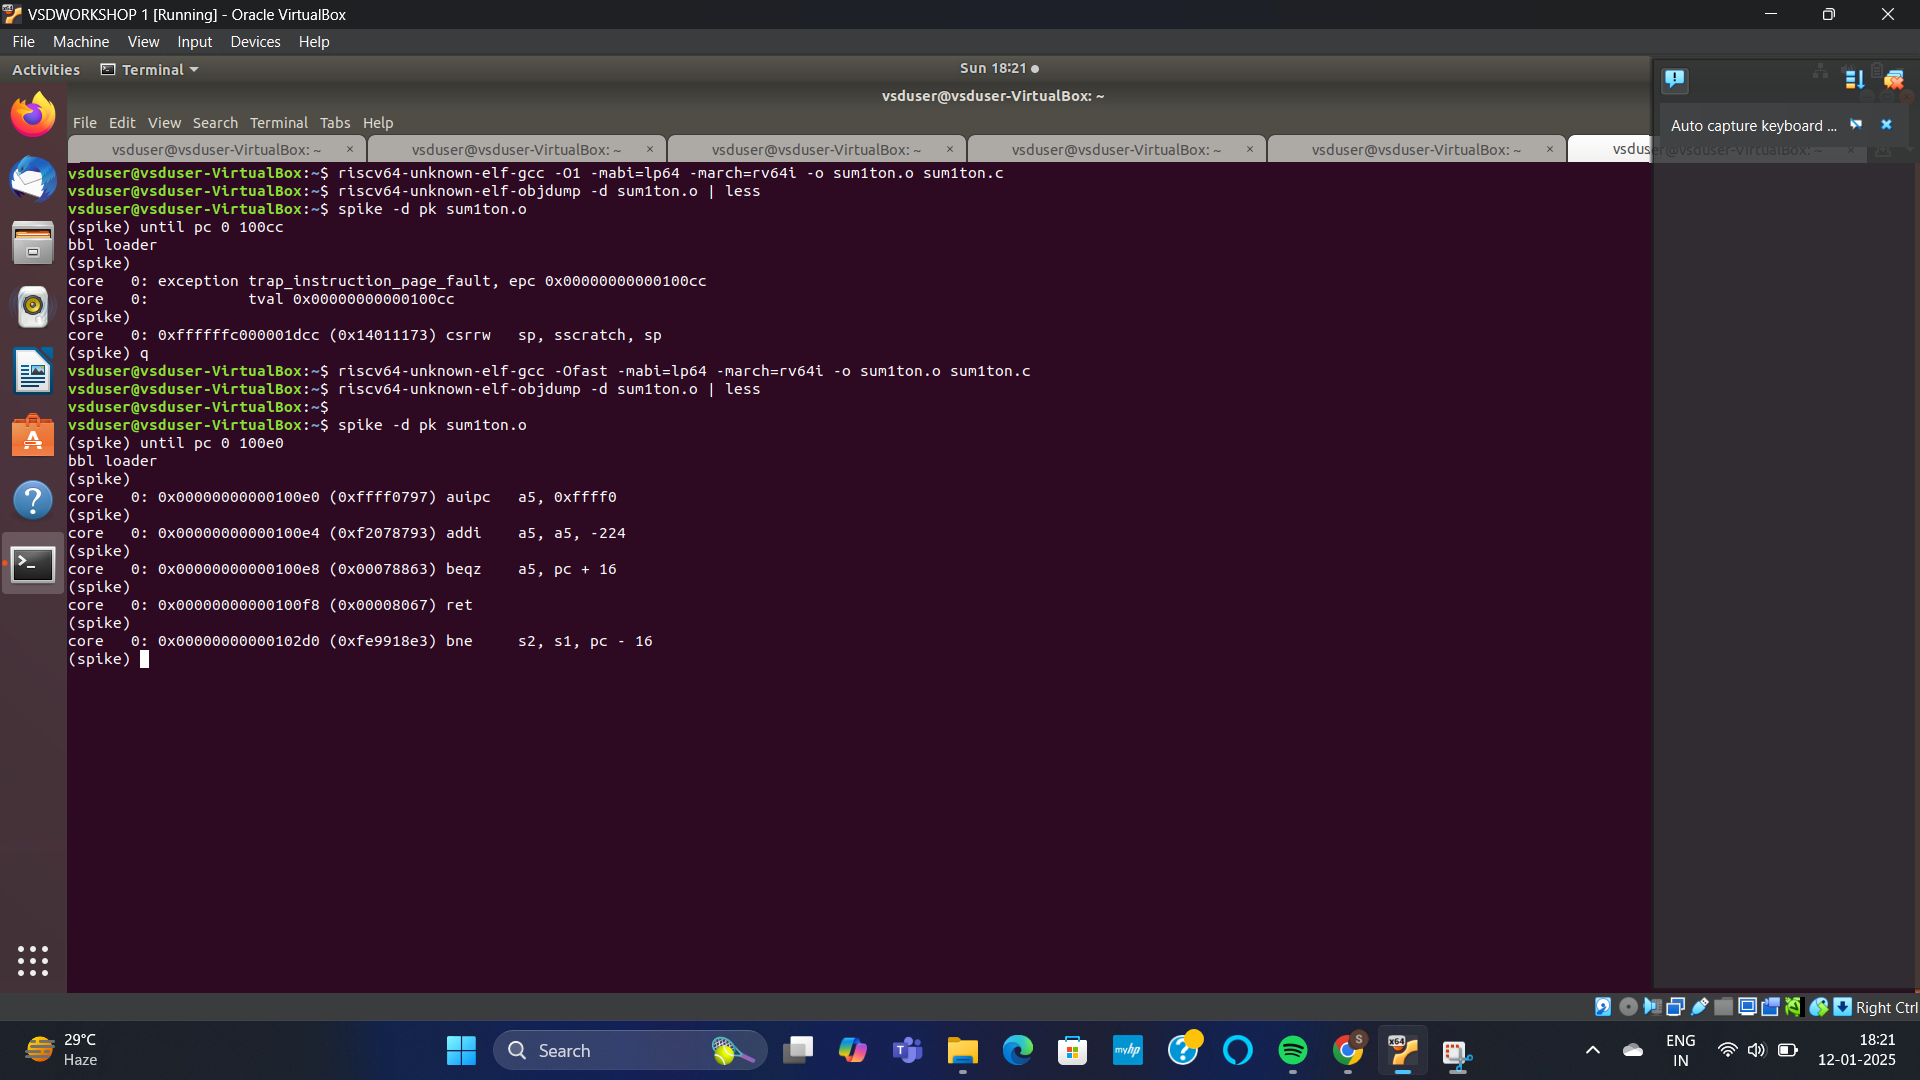 VSDWORKSHOP 1 [Running] - Oracle VirtualBox
File Machine View Input Devices Help
Activities Terminal Sun 18:21
vsduser@vsduser-VirtualBox: ~
File Edit View Search Terminal Tabs Help
Auto capture keyboard ...
vsduser@vsduser-VirtualBox: ~ × vsduser@vsduser-VirtualBox: ~ × vsduser@vsduser-VirtualBox: ~ × vsduser@vsduser-VirtualBox: ~ × vsduser@vsduser-VirtualBox: ~ × vsduser@vsduser-VirtualBox: ~ ×
vsduser@vsduser-VirtualBox:~$ riscv64-unknown-elf-gcc -O1 -mabi=lp64 -march=rv64i -o sum1ton.o sum1ton.c
vsduser@vsduser-VirtualBox:~$ riscv64-unknown-elf-objdump -d sum1ton.o | less
vsduser@vsduser-VirtualBox:~$ spike -d pk sum1ton.o
(spike) until pc 0 100cc
bbl loader
(spike)
core   0: exception trap_instruction_page_fault, epc 0x00000000000100cc
core   0:           tval 0x00000000000100cc
(spike)
core   0: 0xffffffc000001dcc (0x14011173) csrrw   sp, sscratch, sp
(spike) q
vsduser@vsduser-VirtualBox:~$ riscv64-unknown-elf-gcc -Ofast -mabi=lp64 -march=rv64i -o sum1ton.o sum1ton.c
vsduser@vsduser-VirtualBox:~$ riscv64-unknown-elf-objdump -d sum1ton.o | less
vsduser@vsduser-VirtualBox:~$
vsduser@vsduser-VirtualBox:~$ spike -d pk sum1ton.o
(spike) until pc 0 100e0
bbl loader
(spike)
core   0: 0x00000000000100e0 (0xffff0797) auipc   a5, 0xffff0
(spike)
core   0: 0x00000000000100e4 (0xf2078793) addi    a5, a5, -224
(spike)
core   0: 0x00000000000100e8 (0x00078863) beqz    a5, pc + 16
(spike)
core   0: 0x00000000000100f8 (0x00008067) ret
(spike)
core   0: 0x00000000000102d0 (0xfe9918e3) bne     s2, s1, pc - 16
(spike)
Right Ctrl
29°C
Haze
Search
myhp
ENG
IN
18:21
12-01-2025